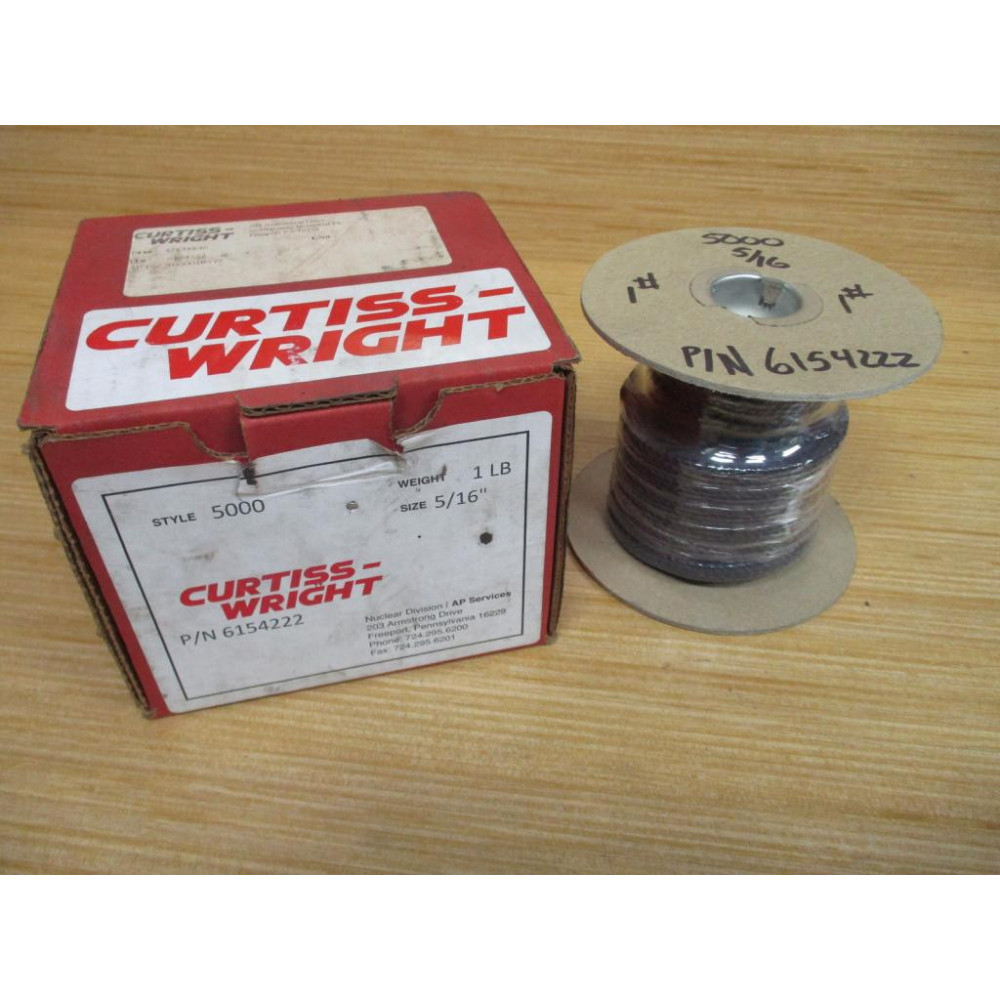 CURTISS-
WRIGHT
CURTISS-
WRIGHT
STYLE 5000
WEIGHT 1 LB
SIZE 5/16"
CURTISS-
WRIGHT
P/N 6154222
Nuclear Division / AP Services
203 Armstrong Drive
Freeport, Pennsylvania 16229
Phone: 724.295.6200
Fax: 724.295.6201
5000
5/16
1# 1#
P/N 6154222